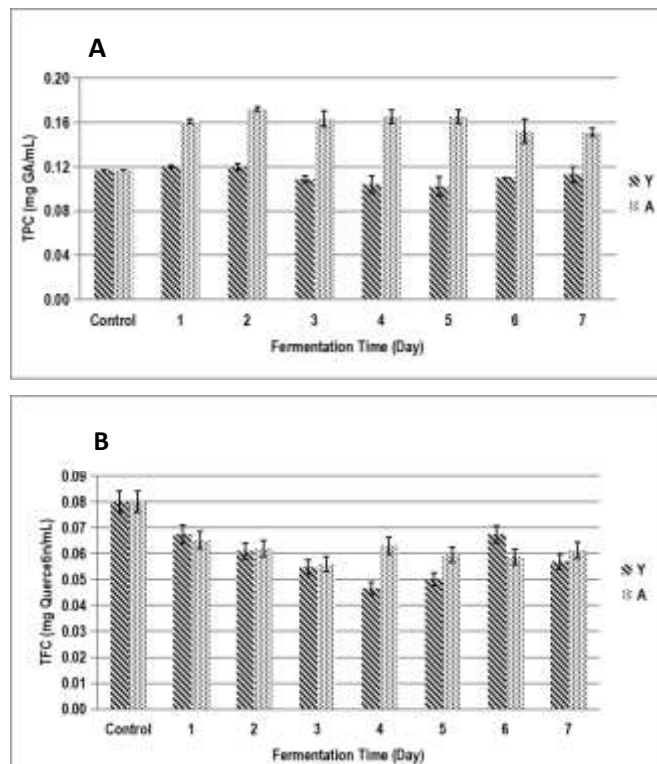 A
TPC (mg GA/mL)
0.20
0.16
0.12
0.08
0.04
0.00
Control 1 2 3 4 5 6 7
Fermentation Time (Day)
Y
A
B
TFC (mg Quercetin/mL)
0.09
0.08
0.07
0.06
0.05
0.04
0.03
0.02
0.01
0.00
Control 1 2 3 4 5 6 7
Fermentation Time (Day)
Y
A